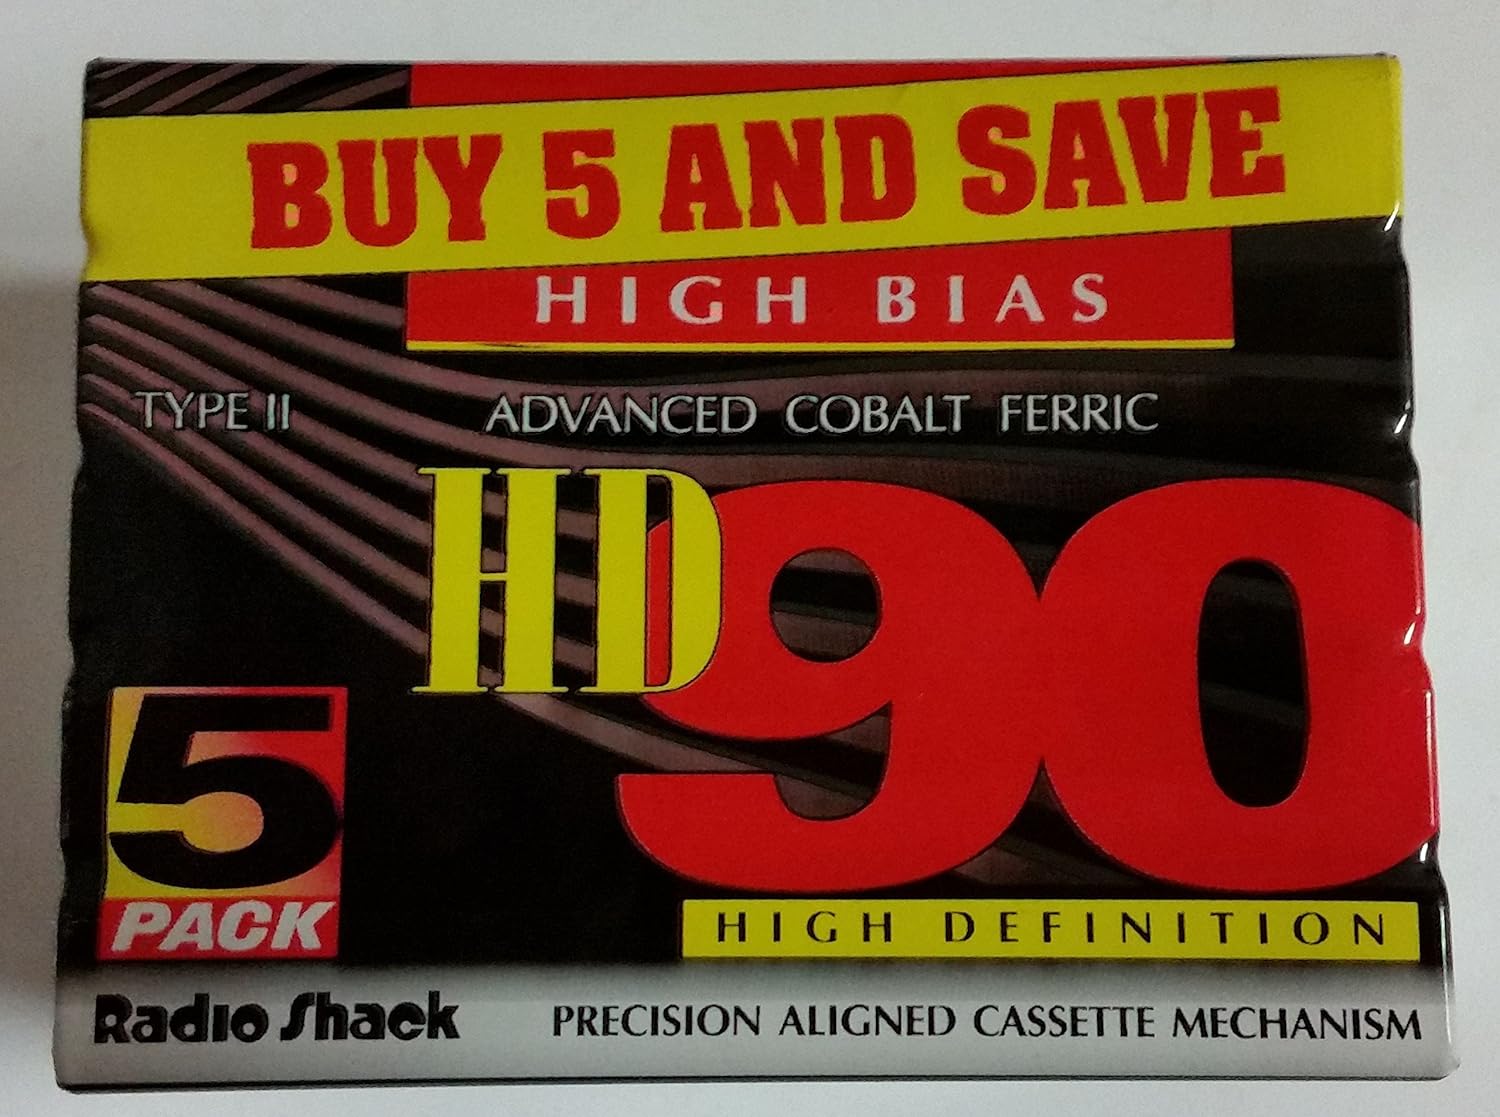 BUY 5 AND SAVE
HIGH BIAS
TYPE II ADVANCED COBALT FERRIC
HD90
5
PACK
HIGH DEFINITION
Radio Shack PRECISION ALIGNED CASSETTE MECHANISM